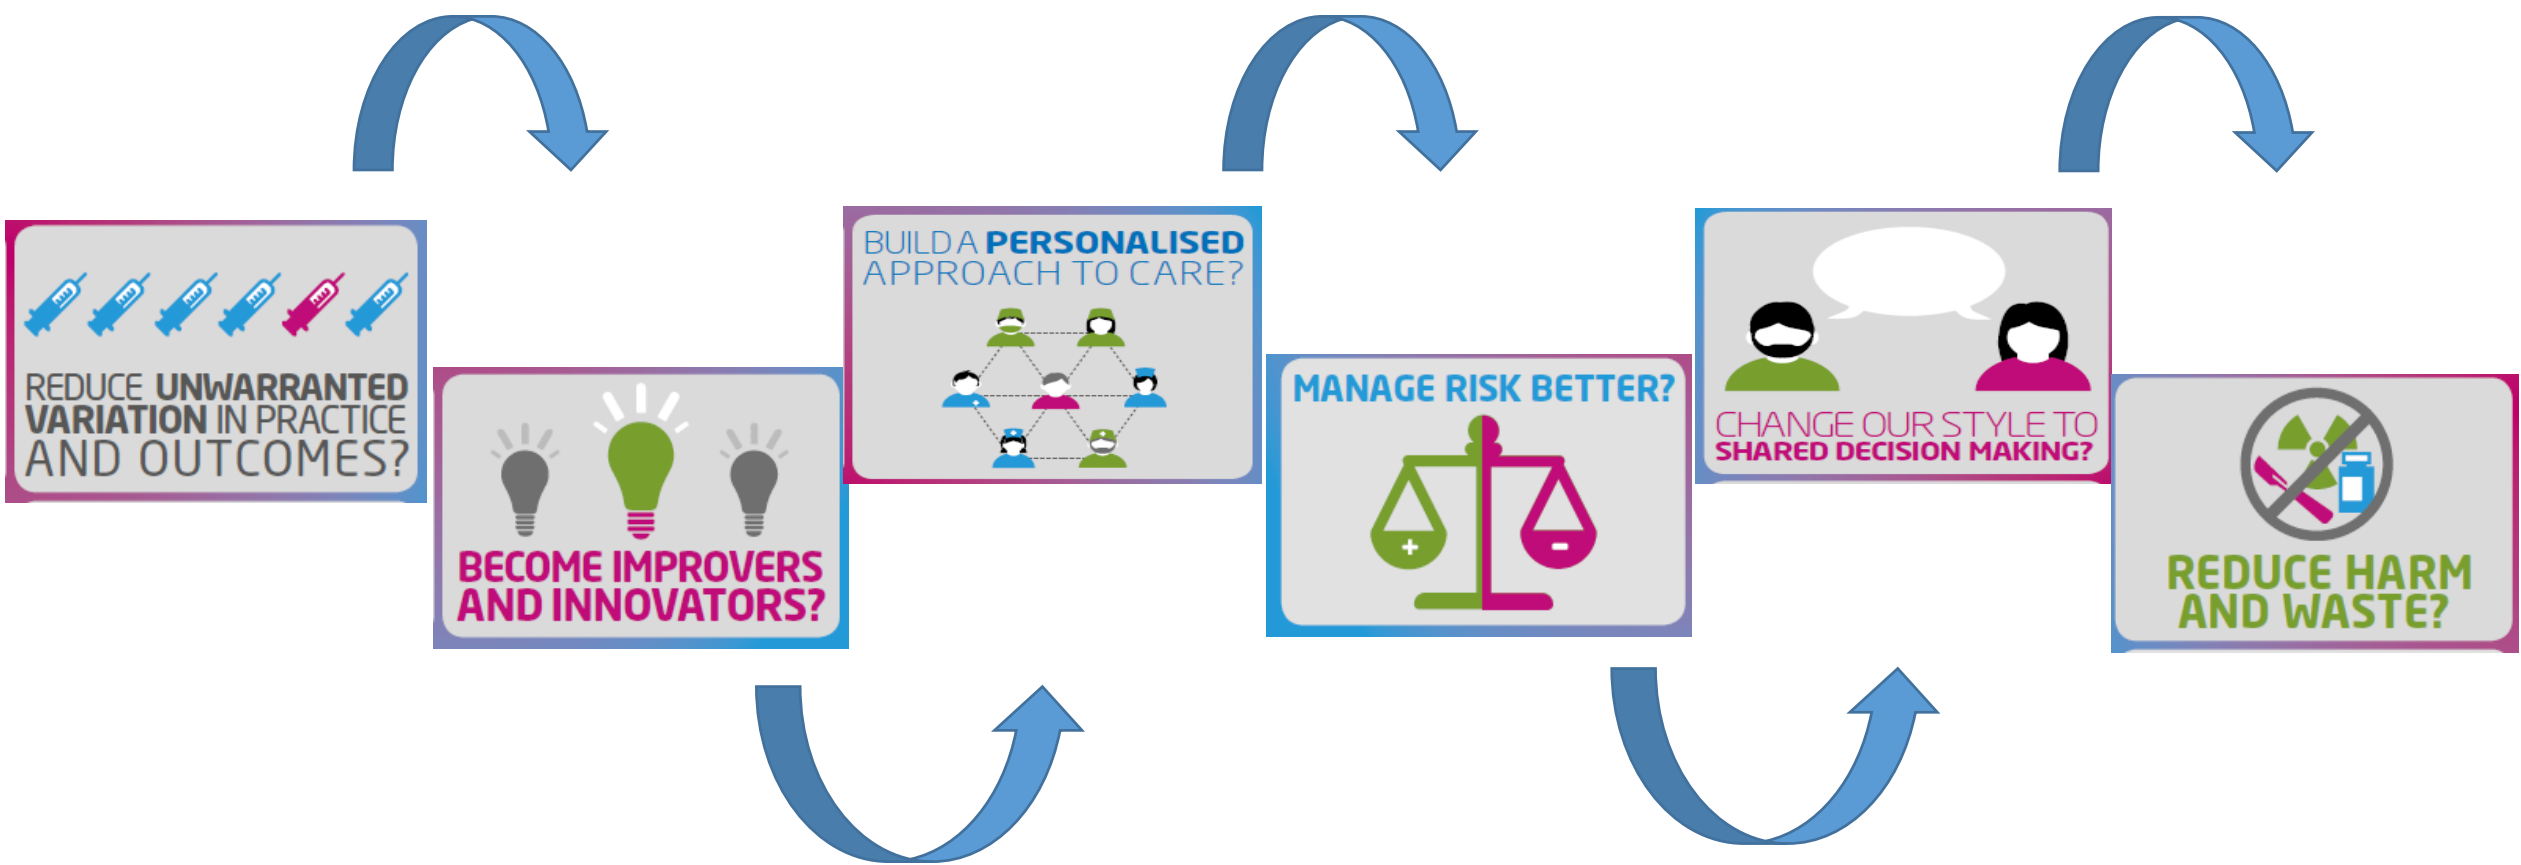 REDUCE UNWARRANTED
VARIATION IN PRACTICE
AND OUTCOMES?
BECOME IMPROVERS
AND INNOVATORS?
BUILD A PERSONALISED
APPROACH TO CARE?
MANAGE RISK BETTER?
CHANGE OUR STYLE TO
SHARED DECISION MAKING?
REDUCE HARM
AND WASTE?